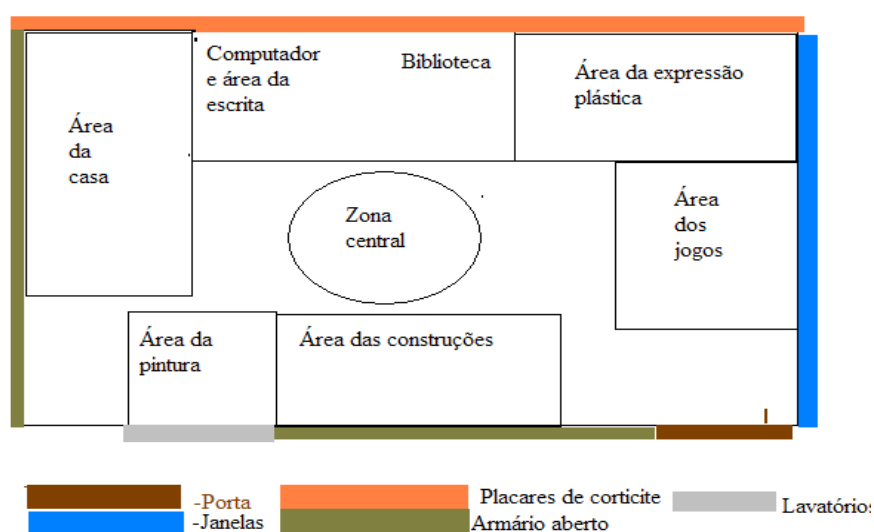 Computador
e área da
escrita
Biblioteca
Área da expressão
plástica
Área
da
casa
Zona
central
Área
dos
jogos
Área da
pintura
Área das construções
-Porta
-Janelas
Placares de corticite
Armário aberto
Lavatórios